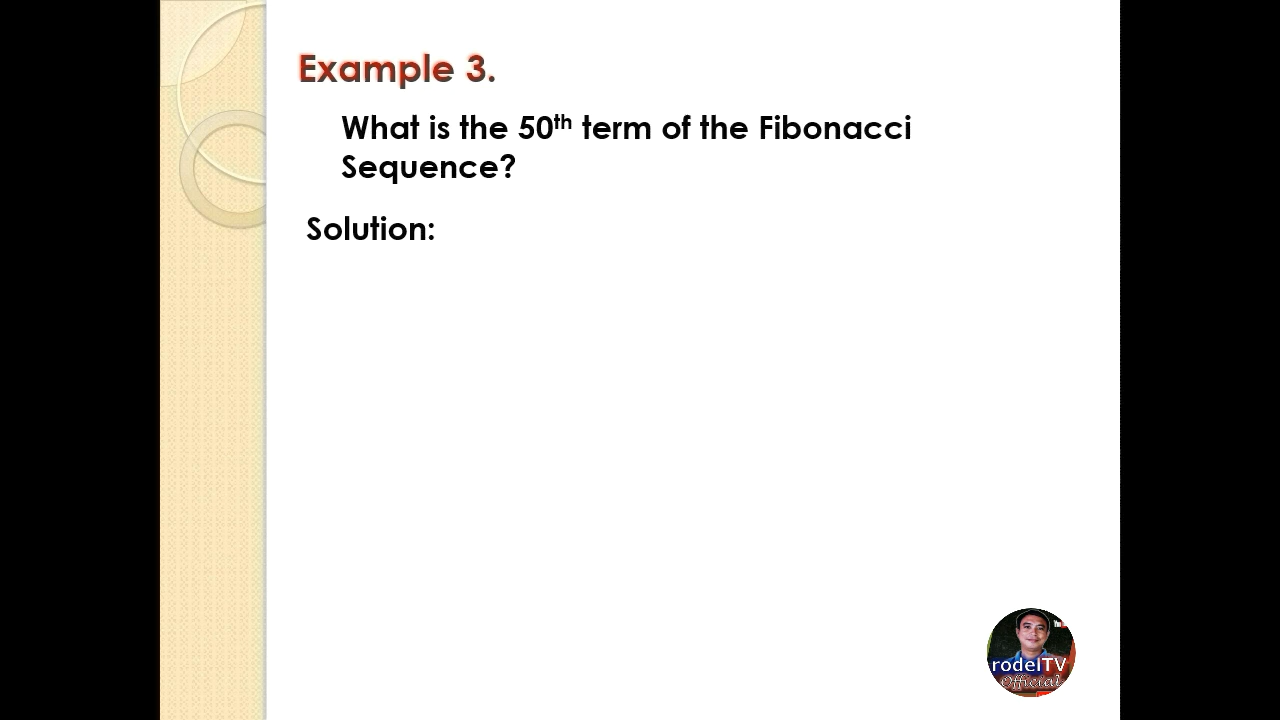 Example 3.
What is the 50th term of the Fibonacci
Sequence?
Solution:
rodelTV
Official